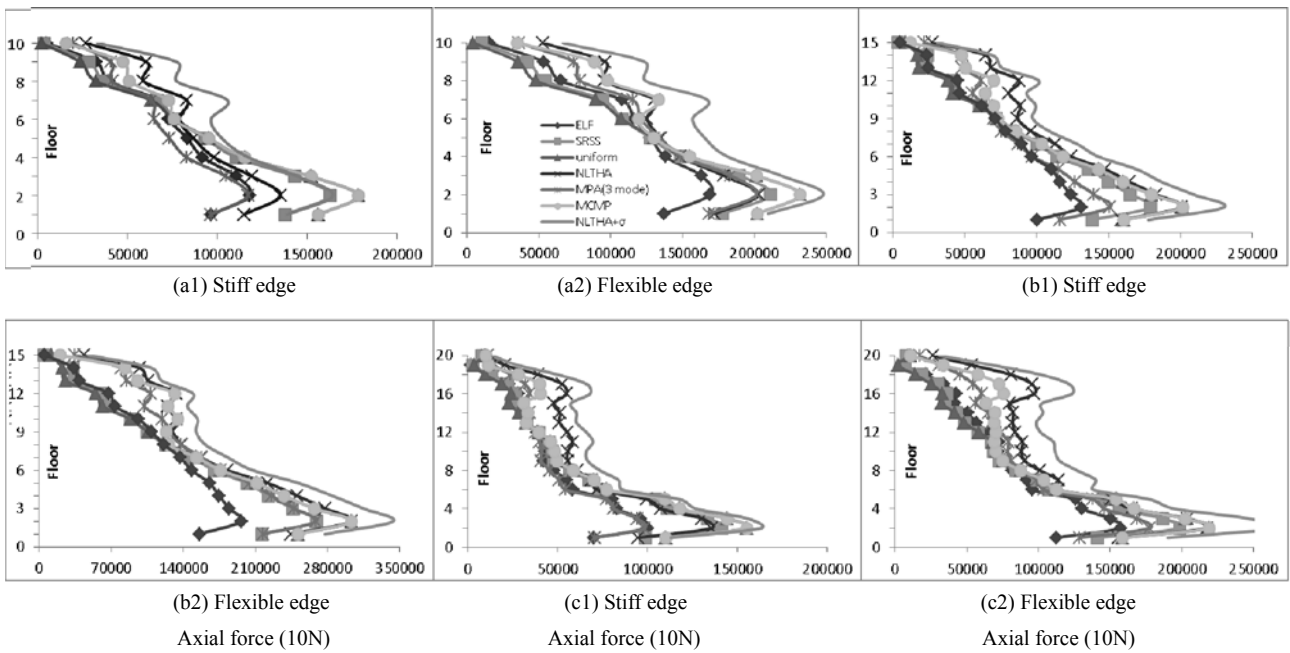 10
8
6
4
2
0
Floor
0 50000 100000 150000 200000
(a1) Stiff edge
10
8
6
4
2
0
Floor
ELF
SRSS
uniform
NLTHA
MPA(3 mode)
MCMP
NLTHA+σ
0 50000 100000 150000 200000 250000
(a2) Flexible edge
15
12
9
6
3
0
Floor
0 50000 100000 150000 200000 250000
(b1) Stiff edge
15
12
9
6
3
0
Floor
0 70000 140000 210000 280000 350000
(b2) Flexible edge
Axial force (10N)
20
16
12
8
4
0
Floor
0 50000 100000 150000 200000
(c1) Stiff edge
Axial force (10N)
20
16
12
8
4
0
Floor
0 50000 100000 150000 200000 250000
(c2) Flexible edge
Axial force (10N)